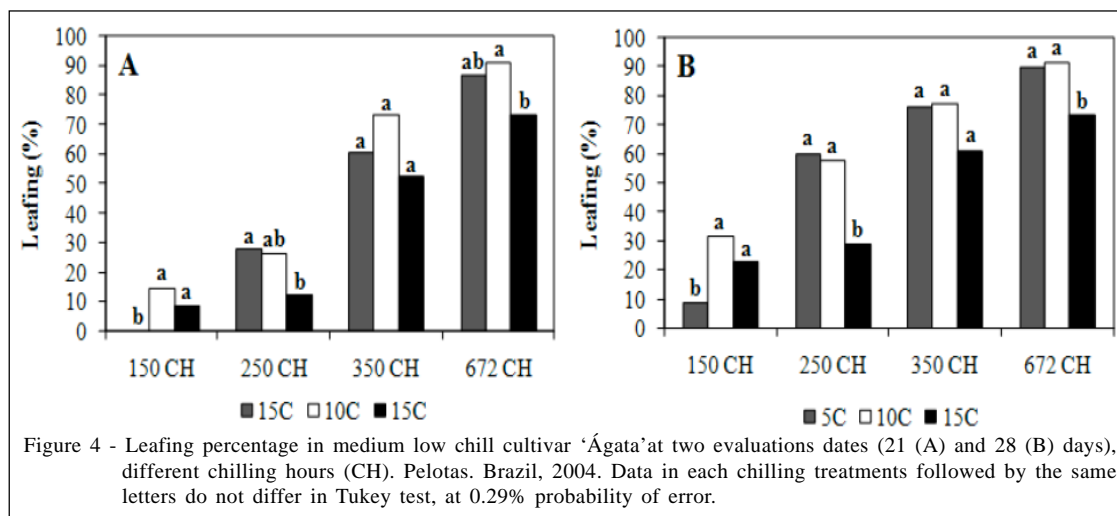 A
Leafing (%)
100
90
80
70
60
50
40
30
20
10
0
b a a
a ab b
a a a
ab a b
150 CH 250 CH 350 CH 672 CH
15C 10C 15C
B
Leafing (%)
100
90
80
70
60
50
40
30
20
10
0
b a a
a a b
a a a
a a b
150 CH 250 CH 350 CH 672 CH
5C 10C 15C
Figure 4 - Leafing percentage in medium low chill cultivar ‘Ágata’at two evaluations dates (21 (A) and 28 (B) days),
different chilling hours (CH). Pelotas. Brazil, 2004. Data in each chilling treatments followed by the same
letters do not differ in Tukey test, at 0.29% probability of error.